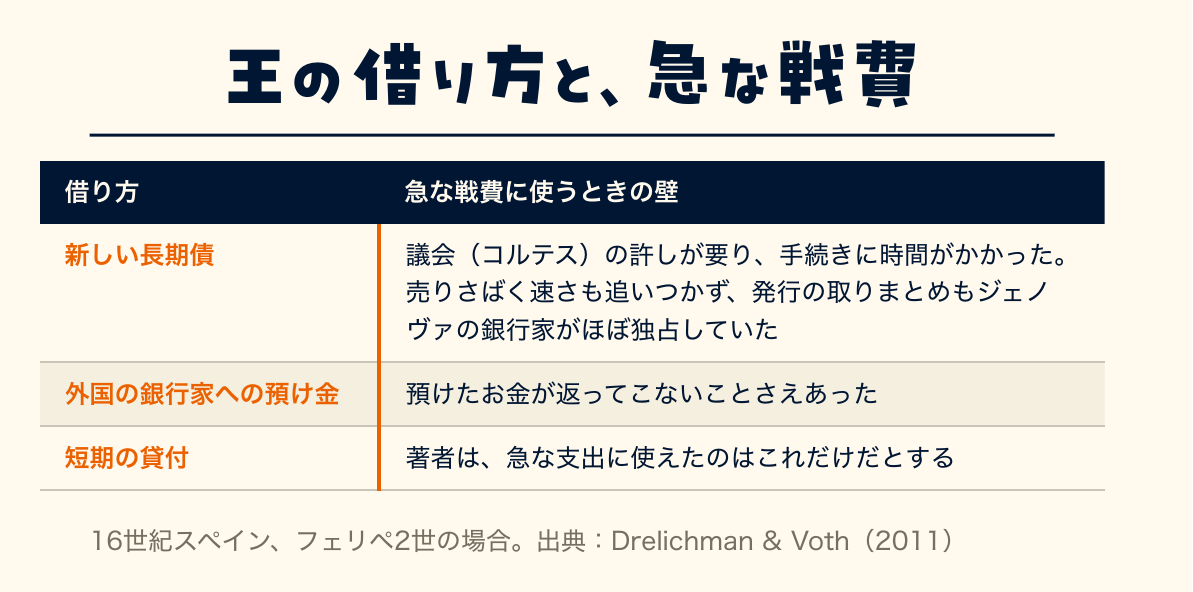 王の借り方と、急な戦費
借り方
急な戦費に使うときの壁
新しい長期債
議会（コルテス）の許しが要り、手続きに時間がかかった。
売りさばく速さも追いつかず、発行の取りまとめもジェノ
ヴァの銀行家がほぼ独占していた
外国の銀行家への預け金
預けたお金が返ってこないことさえあった
短期の貸付
著者は、急な支出に使えたのはこれだけだとする
16世紀スペイン、フェリペ2世の場合。出典：Drelichman & Voth（2011）